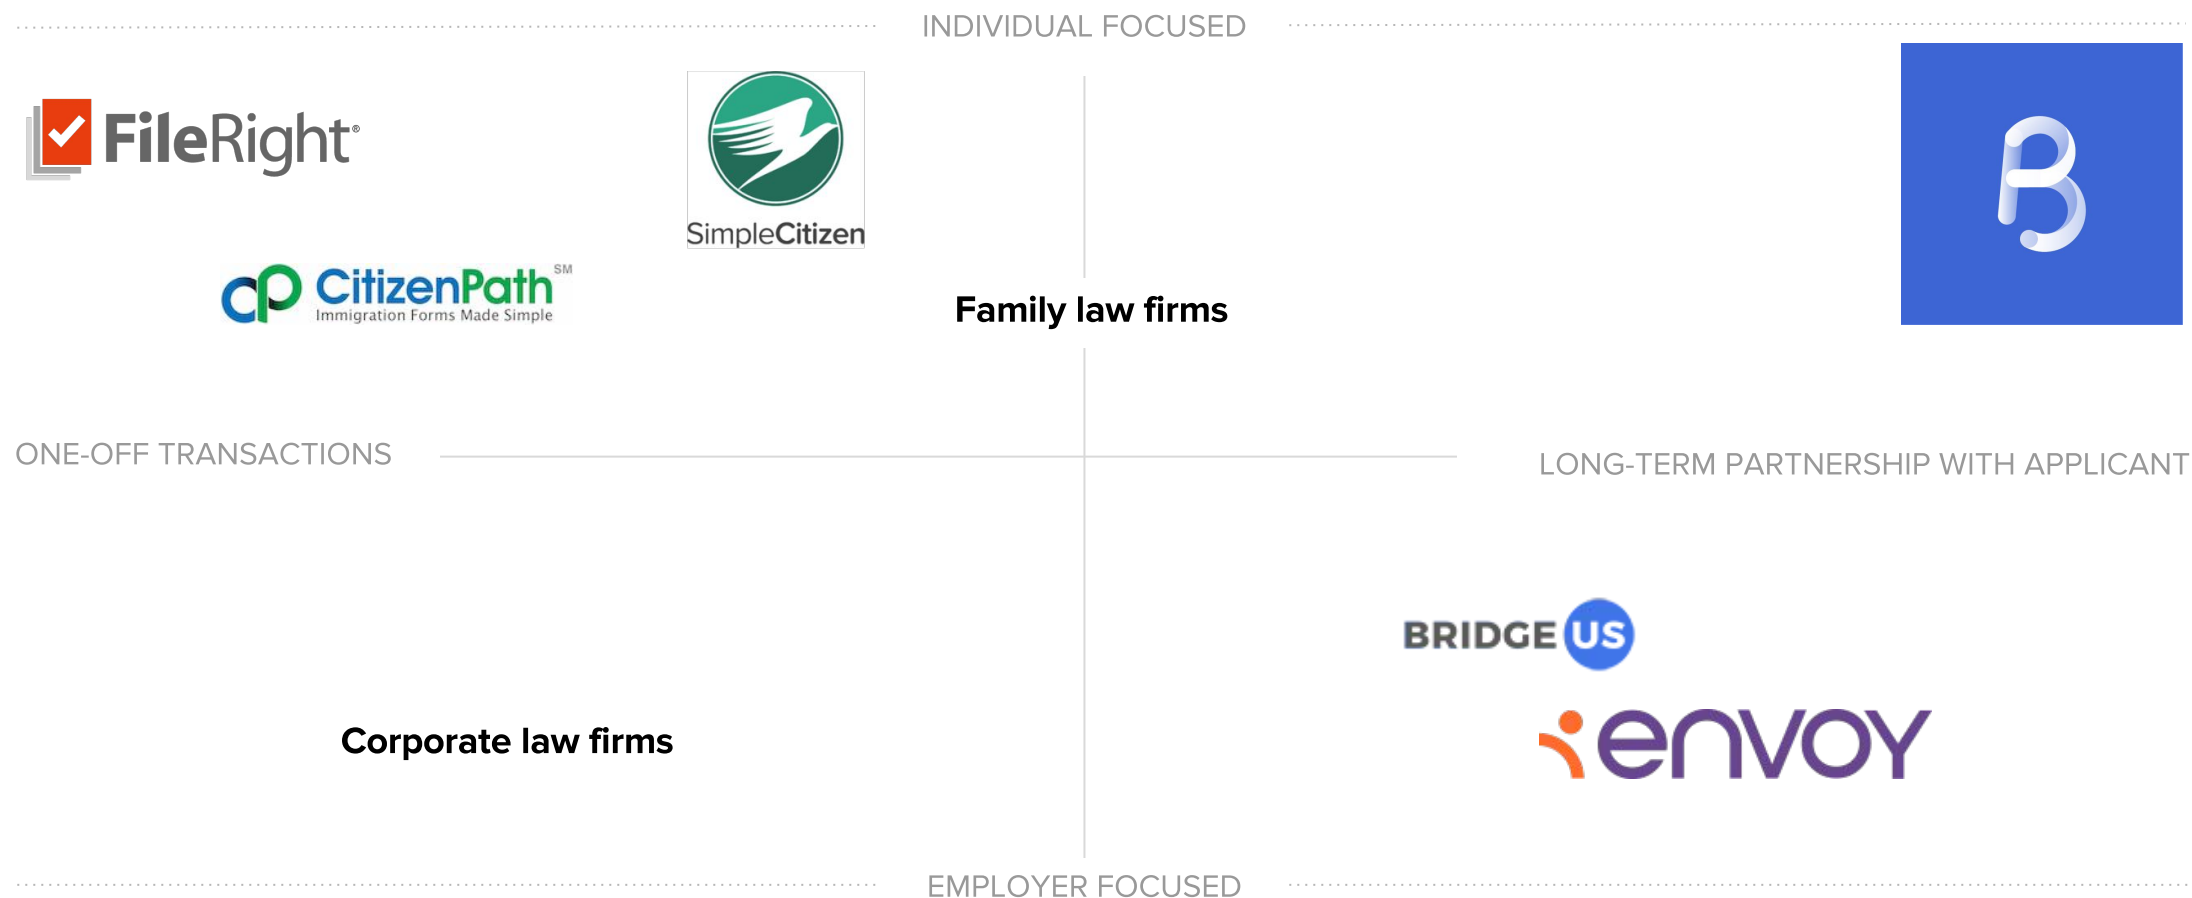 INDIVIDUAL FOCUSED
FileRight®
SimpleCitizen
CitizenPath℠
Immigration Forms Made Simple
B
Family law firms
ONE-OFF TRANSACTIONS
LONG-TERM PARTNERSHIP WITH APPLICANT
BRIDGE US
envoy
Corporate law firms
EMPLOYER FOCUSED